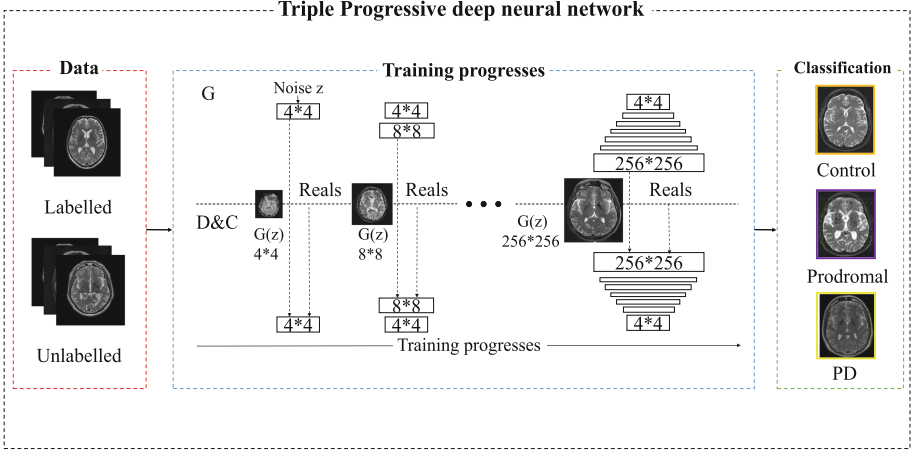 Triple Progressive deep neural network
Data
Labelled
Unlabelled
Training progresses
G
Noise z
4*4
4*4
8*8
4*4
256*256
Reals
Reals
Reals
D&C
G(z)
4*4
G(z)
8*8
G(z)
256*256
4*4
8*8
4*4
256*256
4*4
Training progresses
Classification
Control
Prodromal
PD